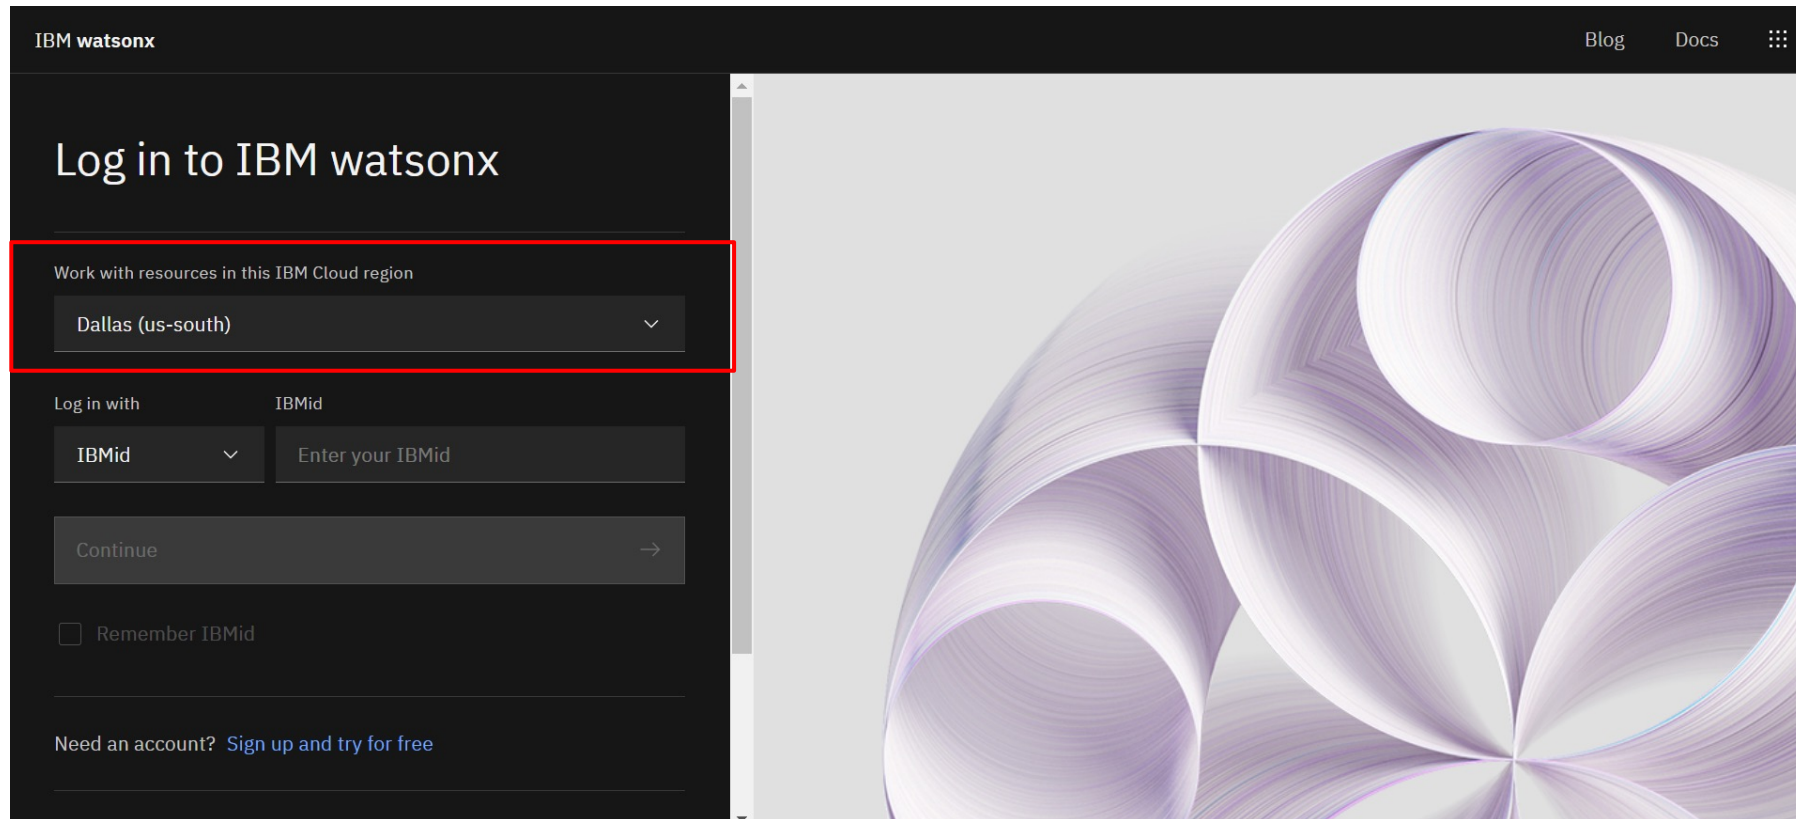 IBM watsonx
Blog Docs
Log in to IBM watsonx
Work with resources in this IBM Cloud region
Dallas (us-south)
Log in with IBMid
IBMid Enter your IBMid
Continue
Remember IBMid
Need an account? Sign up and try for free